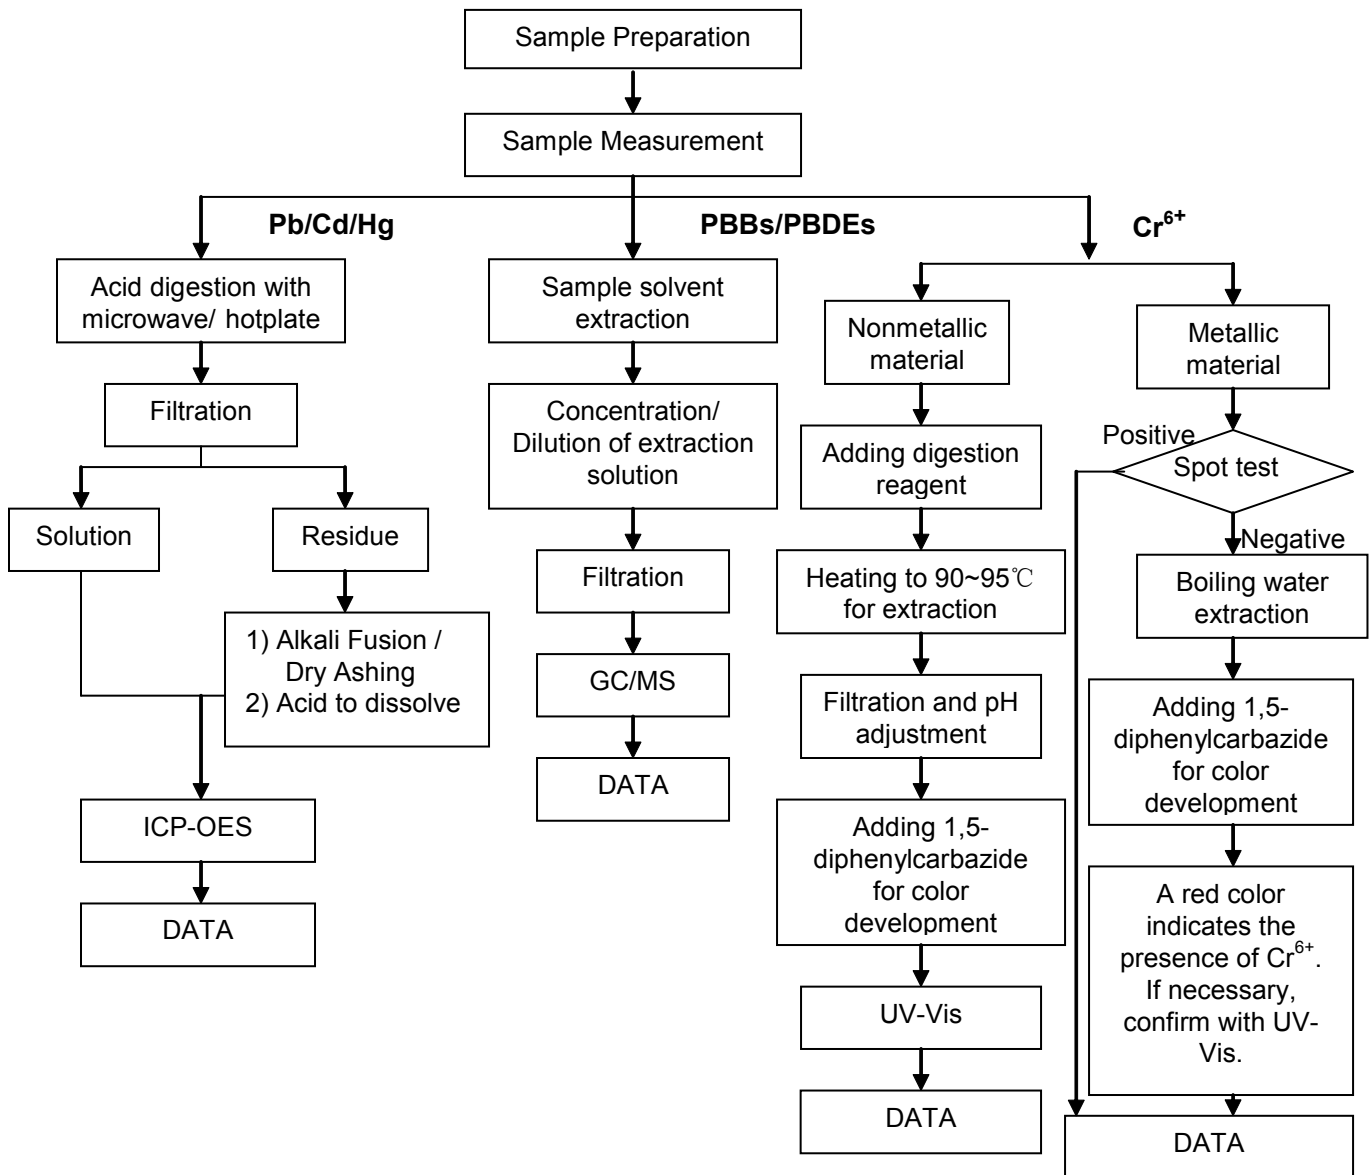 Sample Preparation
Sample Measurement
Pb/Cd/Hg
PBBs/PBDEs
Cr⁶⁺
Acid digestion with
microwave/ hotplate
Filtration
Solution
Residue
1) Alkali Fusion /
Dry Ashing
2) Acid to dissolve
ICP-OES
DATA
Sample solvent
extraction
Concentration/
Dilution of extraction
solution
Filtration
GC/MS
DATA
Nonmetallic
material
Adding digestion
reagent
Heating to 90~95℃
for extraction
Filtration and pH
adjustment
Adding 1,5-
diphenylcarbazide
for color
development
UV-Vis
DATA
Metallic
material
Positive
Spot test
Negative
Boiling water
extraction
Adding 1,5-
diphenylcarbazide
for color
development
A red color
indicates the
presence of Cr⁶⁺.
If necessary,
confirm with UV-
Vis.
DATA